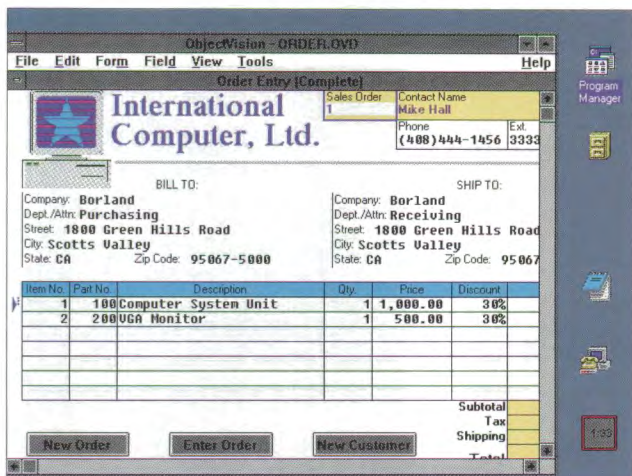 ObjectVision - ORDER.OVD
File Edit Form Field View Tools Help
Order Entry [Complete]
International
Computer, Ltd.
Sales Order
1
Contact Name
Mike Hall
Phone
(408)444-1456
Ext.
3333
BILL TO:
Company: Borland
Dept./Attn: Purchasing
Street: 1800 Green Hills Road
City: Scotts Valley
State: CA Zip Code: 95067-5000
SHIP TO:
Company: Borland
Dept./Attn: Receiving
Street: 1800 Green Hills Road
City: Scotts Valley
State: CA Zip Code: 95067
Item No. Part No. Description Qty. Price Discount
1 100 Computer System Unit 1 1,000.00 30%
2 200 VGA Monitor 1 500.00 30%
Subtotal
Tax
Shipping
Total
New Order Enter Order New Customer
Program
Manager
1:33